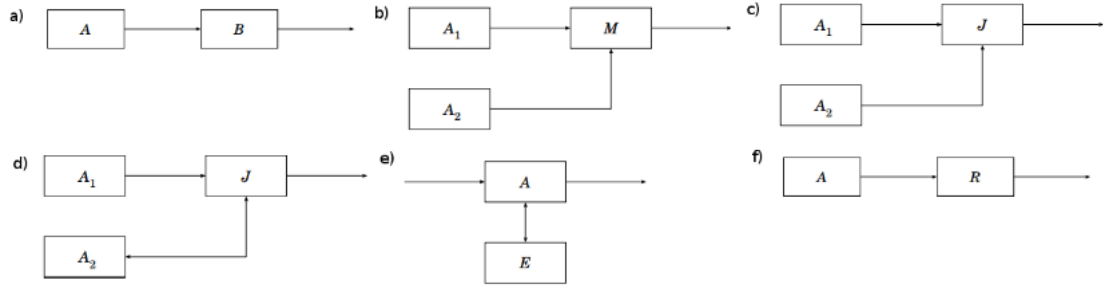 a) A B
b) A₁ M
A₂
c) A₁ J
A₂
d) A₁ J
A₂
e) A
E
f) A R